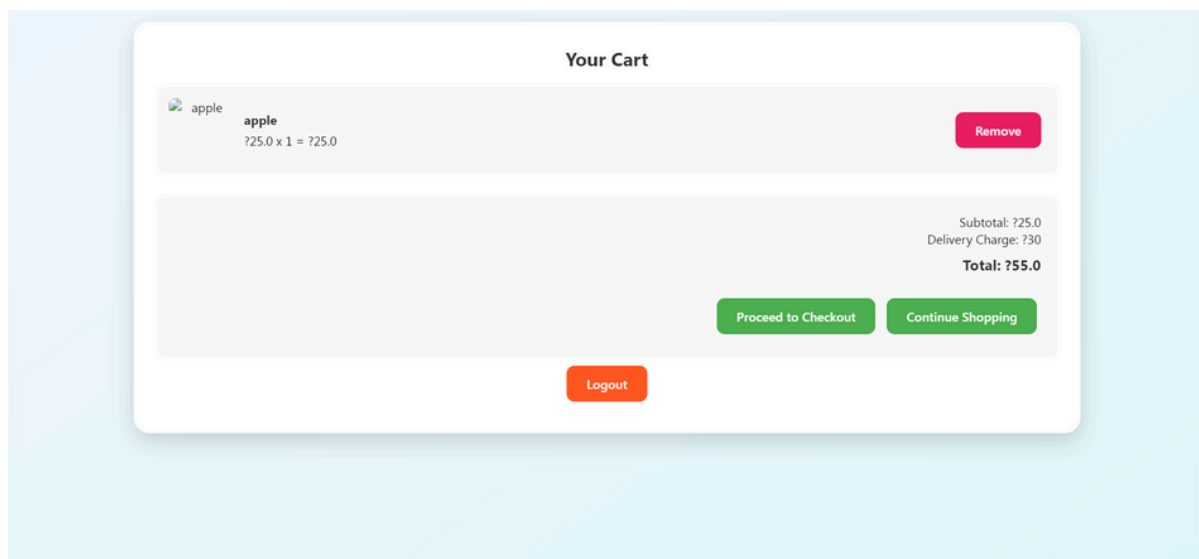 Your Cart
apple
apple
?25.0 x 1 = ?25.0
Remove
Subtotal: ?25.0
Delivery Charge: ?30
Total: ?55.0
Proceed to Checkout
Continue Shopping
Logout